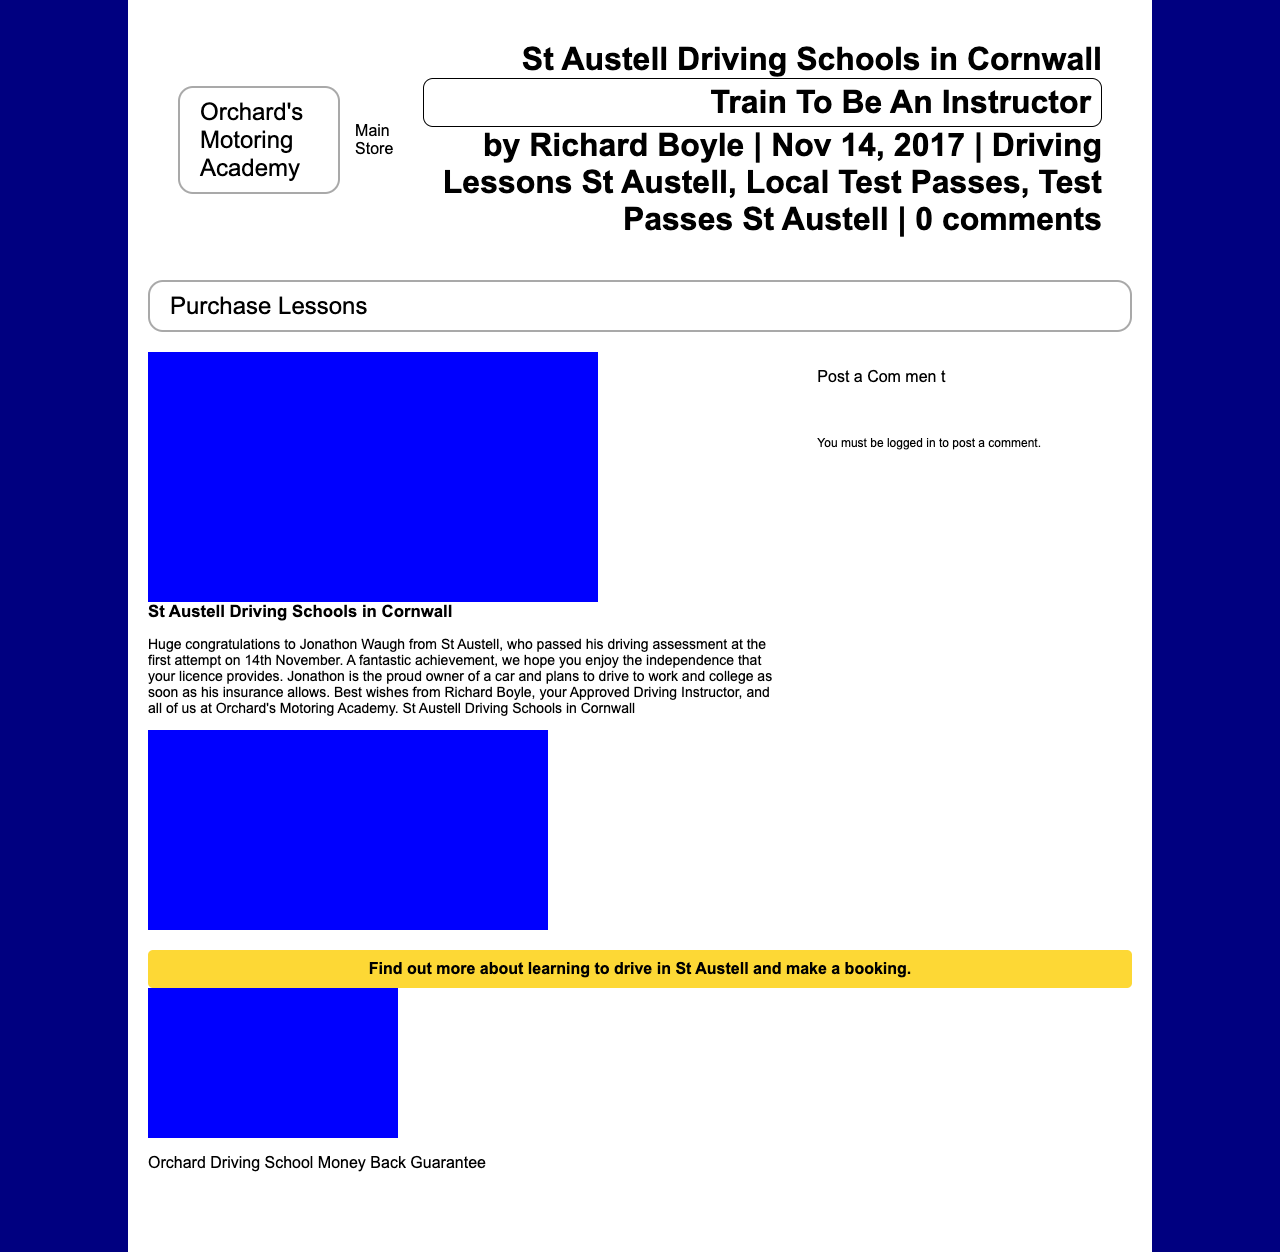 Orchard's
Motoring
Academy
Main
Store
St Austell Driving Schools in Cornwall
Train To Be An Instructor
by Richard Boyle | Nov 14, 2017 | Driving
Lessons St Austell, Local Test Passes, Test
Passes St Austell | 0 comments
Purchase Lessons
St Austell Driving Schools in Cornwall
Huge congratulations to Jonathon Waugh from St Austell, who passed his driving assessment at the
first attempt on 14th November. A fantastic achievement, we hope you enjoy the independence that
your licence provides. Jonathon is the proud owner of a car and plans to drive to work and college as
soon as his insurance allows. Best wishes from Richard Boyle, your Approved Driving Instructor, and
all of us at Orchard's Motoring Academy. St Austell Driving Schools in Cornwall
Post a Com men t
You must be logged in to post a comment.
Find out more about learning to drive in St Austell and make a booking.
Orchard Driving School Money Back Guarantee